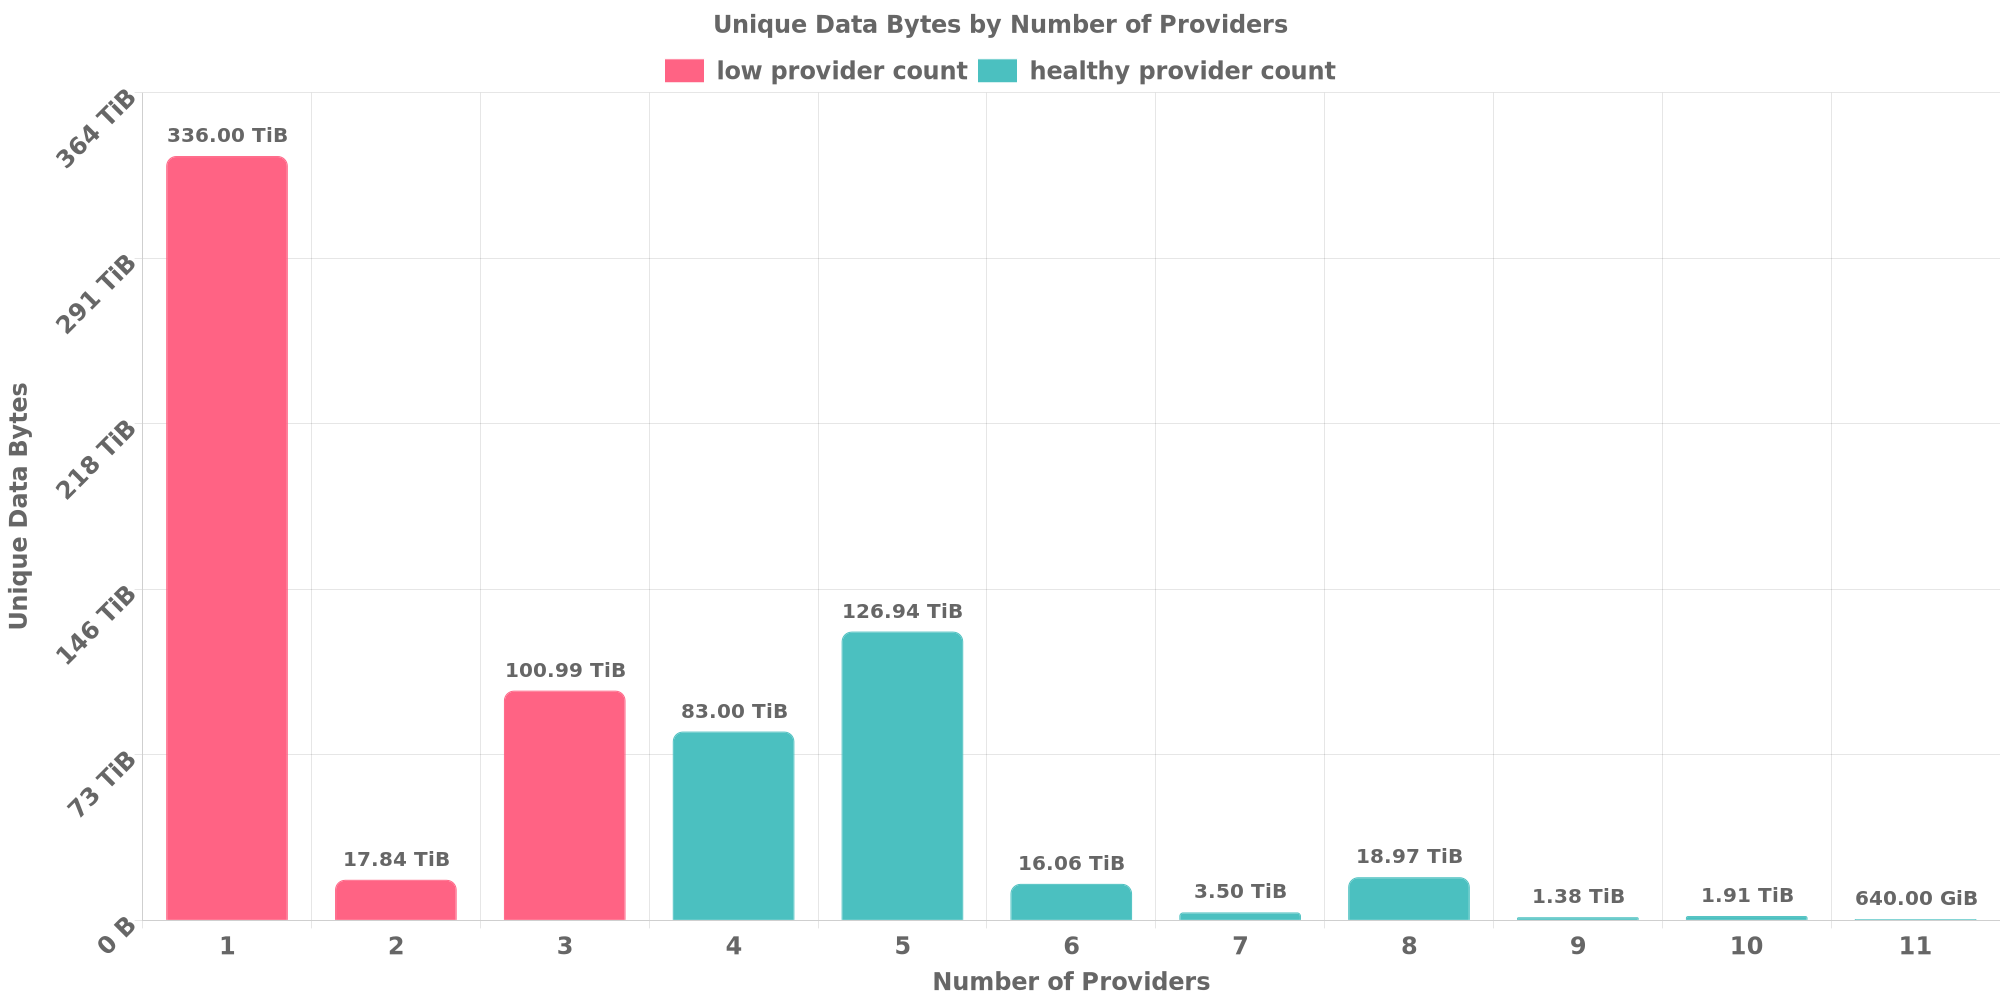 Unique Data Bytes by Number of Providers
low provider count healthy provider count
364 TiB
291 TiB
218 TiB
146 TiB
73 TiB
0 B
Unique Data Bytes
336.00 TiB
17.84 TiB
100.99 TiB
83.00 TiB
126.94 TiB
16.06 TiB
3.50 TiB
18.97 TiB
1.38 TiB
1.91 TiB
640.00 GiB
1 2 3 4 5 6 7 8 9 10 11
Number of Providers